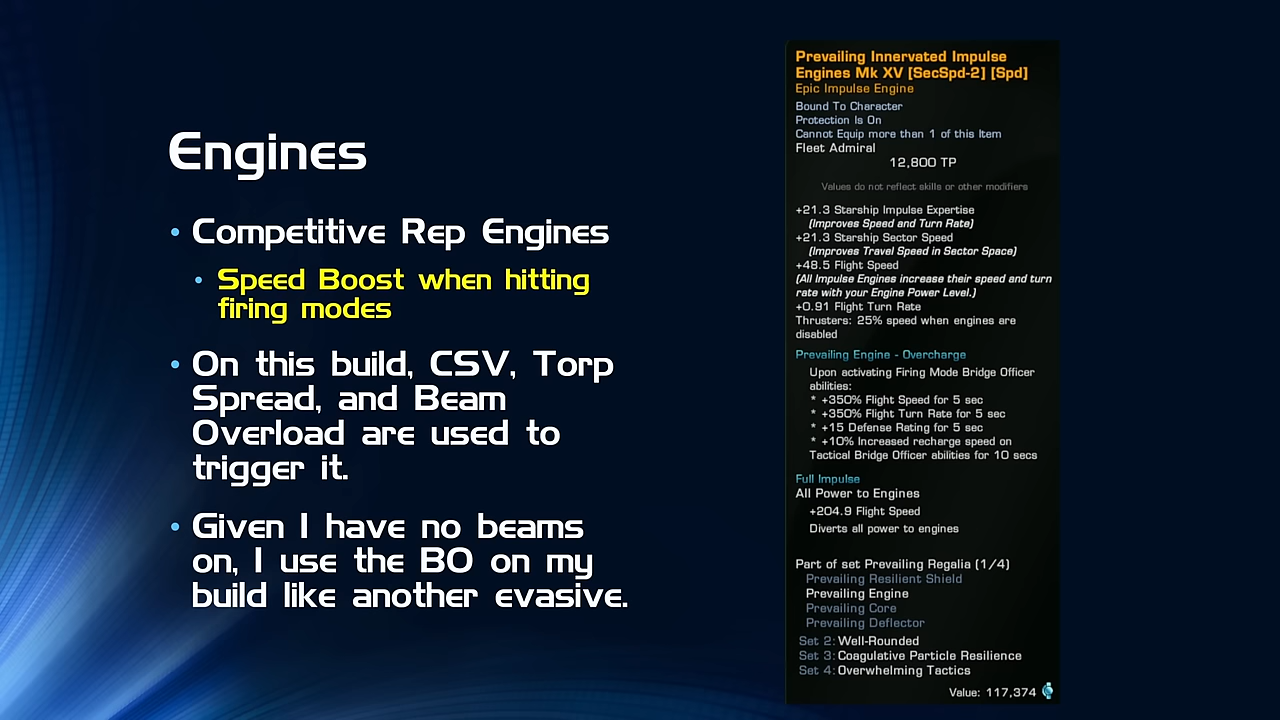 Engines
• Competitive Rep Engines
• Speed Boost when hitting
firing modes
• On this build, CSV, Torp
Spread, and Beam
Overload are used to
trigger it.
• Given I have no beams
on, I use the BO on my
build like another evasive.
Prevailing Innervated Impulse
Engines Mk XV [SecSpd-2] [Spd]
Epic Impulse Engine
Bound To Character
Protection Is On
Cannot Equip more than 1 of this Item
Fleet Admiral
12,800 TP
Values do not reflect skills or other modifiers
+21.3 Starship Impulse Expertise
(Improves Speed and Turn Rate)
+21.3 Starship Sector Speed
(Improves Travel Speed in Sector Space)
+48.5 Flight Speed
(All Impulse Engines increase their speed and turn
rate with your Engine Power Level.)
+0.91 Flight Turn Rate
Thrusters: 25% speed when engines are
disabled
Prevailing Engine - Overcharge
Upon activating Firing Mode Bridge Officer
abilities:
* +350% Flight Speed for 5 sec
* +350% Flight Turn Rate for 5 sec
* +15 Defense Rating for 5 sec
* +10% Increased recharge speed on
Tactical Bridge Officer abilities for 10 secs
Full Impulse
All Power to Engines
+204.9 Flight Speed
Diverts all power to engines
Part of set Prevailing Regalia (1/4)
Prevailing Resilient Shield
Prevailing Engine
Prevailing Core
Prevailing Deflector
Set 2: Well-Rounded
Set 3: Coagulative Particle Resilience
Set 4: Overwhelming Tactics
Value: 117,374